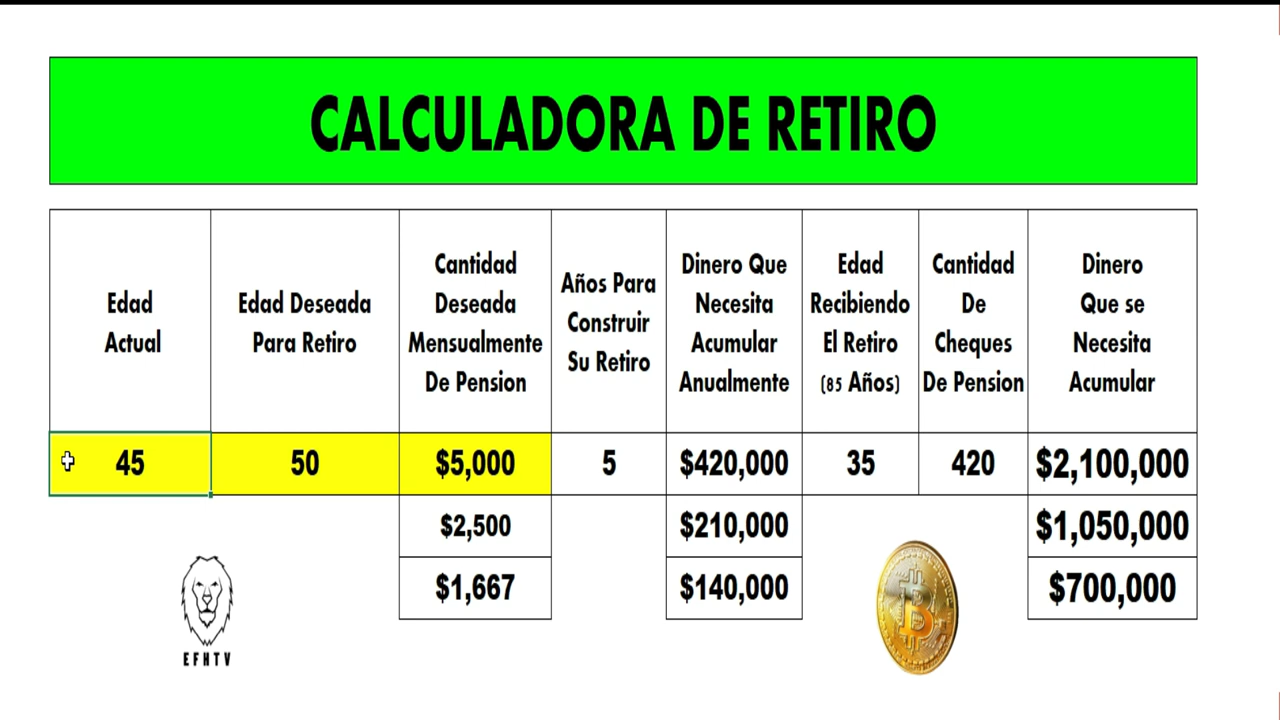 CALCULADORA DE RETIRO
Edad
Actual
Edad Deseada
Para Retiro
Cantidad
Deseada
Mensualmente
De Pension
Años Para
Construir
Su Retiro
Dinero Que
Necesita
Acumular
Anualmente
Edad
Recibiendo
El Retiro
(85 Años)
Cantidad
De
Cheques
De Pension
Dinero
Que se
Necesita
Acumular
45 50 $5,000 5 $420,000 35 420 $2,100,000
$2,500 $210,000 $1,050,000
$1,667 $140,000 $700,000
EFHTV